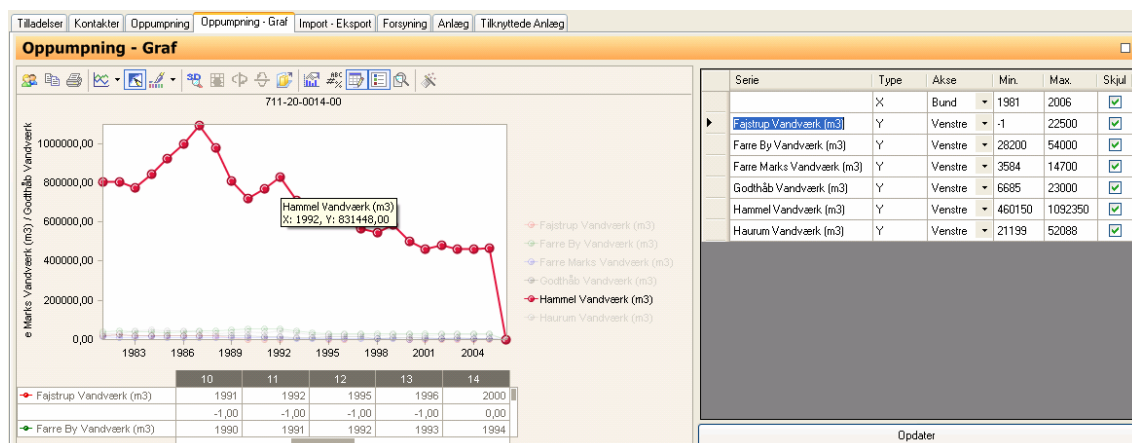 Tilladelser Kontakter Oppumpning Oppumpning - Graf Import - Eksport Forsyning Anlæg Tilknyttede Anlæg
Oppumpning - Graf
3D ABC #%
711-20-0014-00
e Marks Vandværk (m3) / Godthåb Vandværk
1000000,00
800000,00
600000,00
400000,00
200000,00
0,00
1983 1986 1989 1992 1995 1998 2001 2004
Hammel Vandværk (m3)
X: 1992, Y: 831448,00
Fajstrup Vandværk (m3)
Farre By Vandværk (m3)
Farre Marks Vandværk (m3)
Godthåb Vandværk (m3)
Hammel Vandværk (m3)
Haurum Vandværk (m3)
10 11 12 13 14
Fajstrup Vandværk (m3) 1991 1992 1995 1996 2000
-1,00 -1,00 -1,00 -1,00 0,00
Farre By Vandværk (m3) 1990 1991 1992 1993 1994
Serie Type Akse Min. Max. Skjul
X Bund 1981 2006
Fajstrup Vandværk (m3) Y Venstre -1 22500
Farre By Vandværk (m3) Y Venstre 28200 54000
Farre Marks Vandværk (m3) Y Venstre 3584 14700
Godthåb Vandværk (m3) Y Venstre 6685 23000
Hammel Vandværk (m3) Y Venstre 460150 1092350
Haurum Vandværk (m3) Y Venstre 21199 52088
Opdater